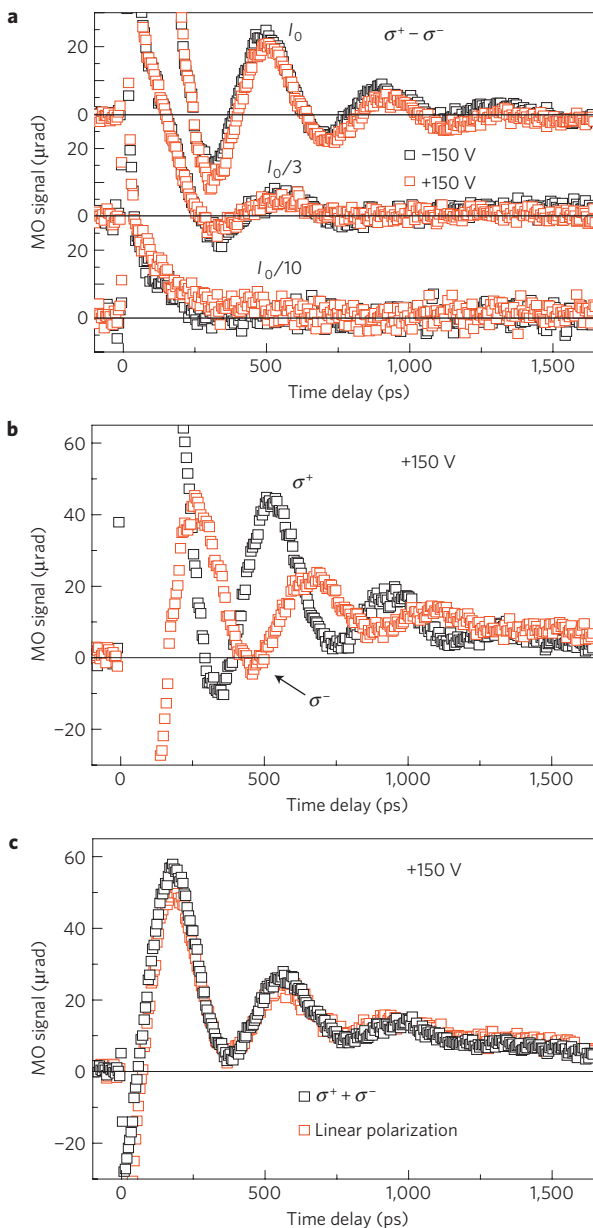 a
20
I₀
σ⁺ – σ⁻
0
−150 V
+150 V
20
I₀/3
0
20
I₀/10
0
MO signal (μrad)
MO signal (μrad)
0 500 1,000 1,500
Time delay (ps)
b
60
+150 V
40
σ⁺
20
0
σ⁻
−20
MO signal (μrad)
0 500 1,000 1,500
Time delay (ps)
c
60
+150 V
40
20
0
σ⁺ + σ⁻
Linear polarization
−20
MO signal (μrad)
0 500 1,000 1,500
Time delay (ps)